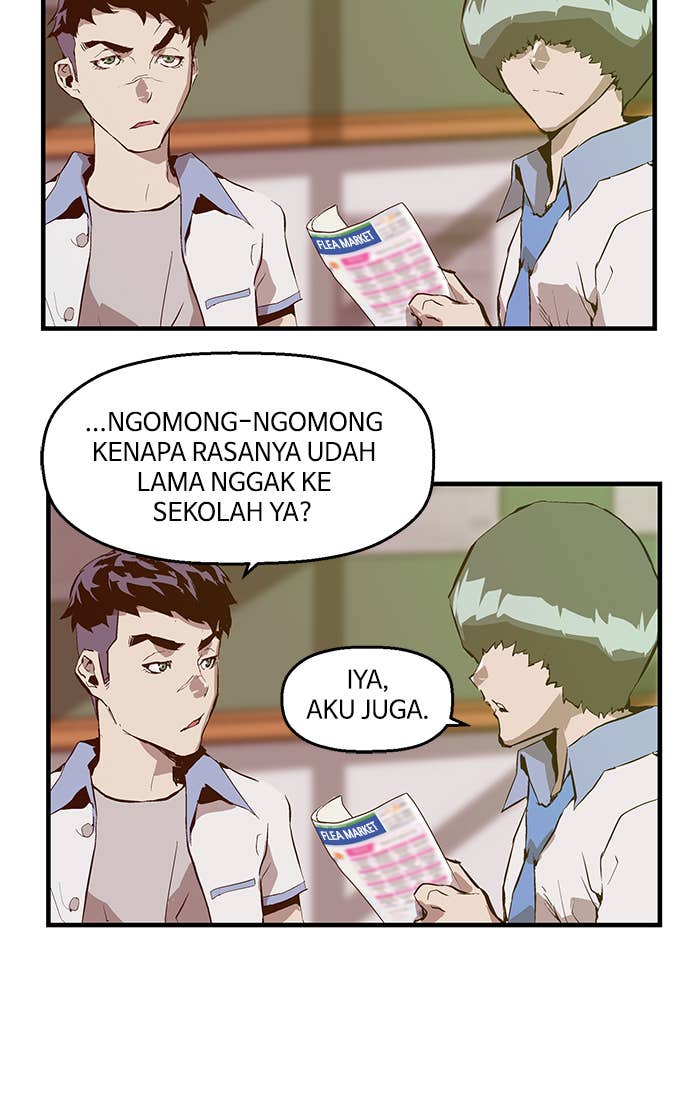 FLEA MARKET
...NGOMONG-NGOMONG
KENAPA RASANYA UDAH
LAMA NGGAK KE
SEKOLAH YA?
IYA,
AKU JUGA.
FLEA MARKET